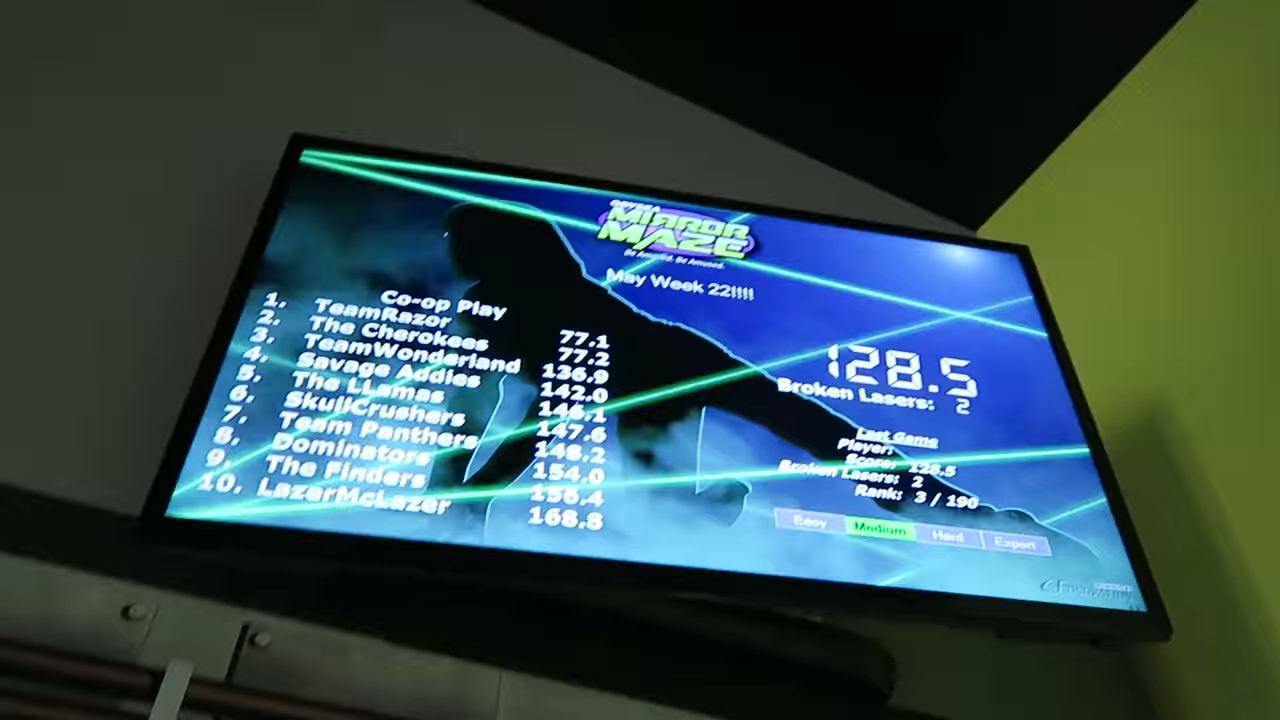 MIRROR
MAZE
Be Amazed. Be Amused.
May Week 22!!!!
Co-op Play
1. TeamRazor 77.1
2. The Cherokees 77.2
3. TeamWonderland 136.9
4. Savage Addies 142.0
5. The LLamas 146.1
6. SkullCrushers 147.6
7. Team Panthers 148.2
8. Dominators 154.0
9. The Finders 156.4
10. LazerMcLazer 168.8
128.5
Broken Lasers: 2
Last Game
Player:
Score: 128.5
Broken Lasers: 2
Rank: 3 / 190
Easy Medium Hard Expert